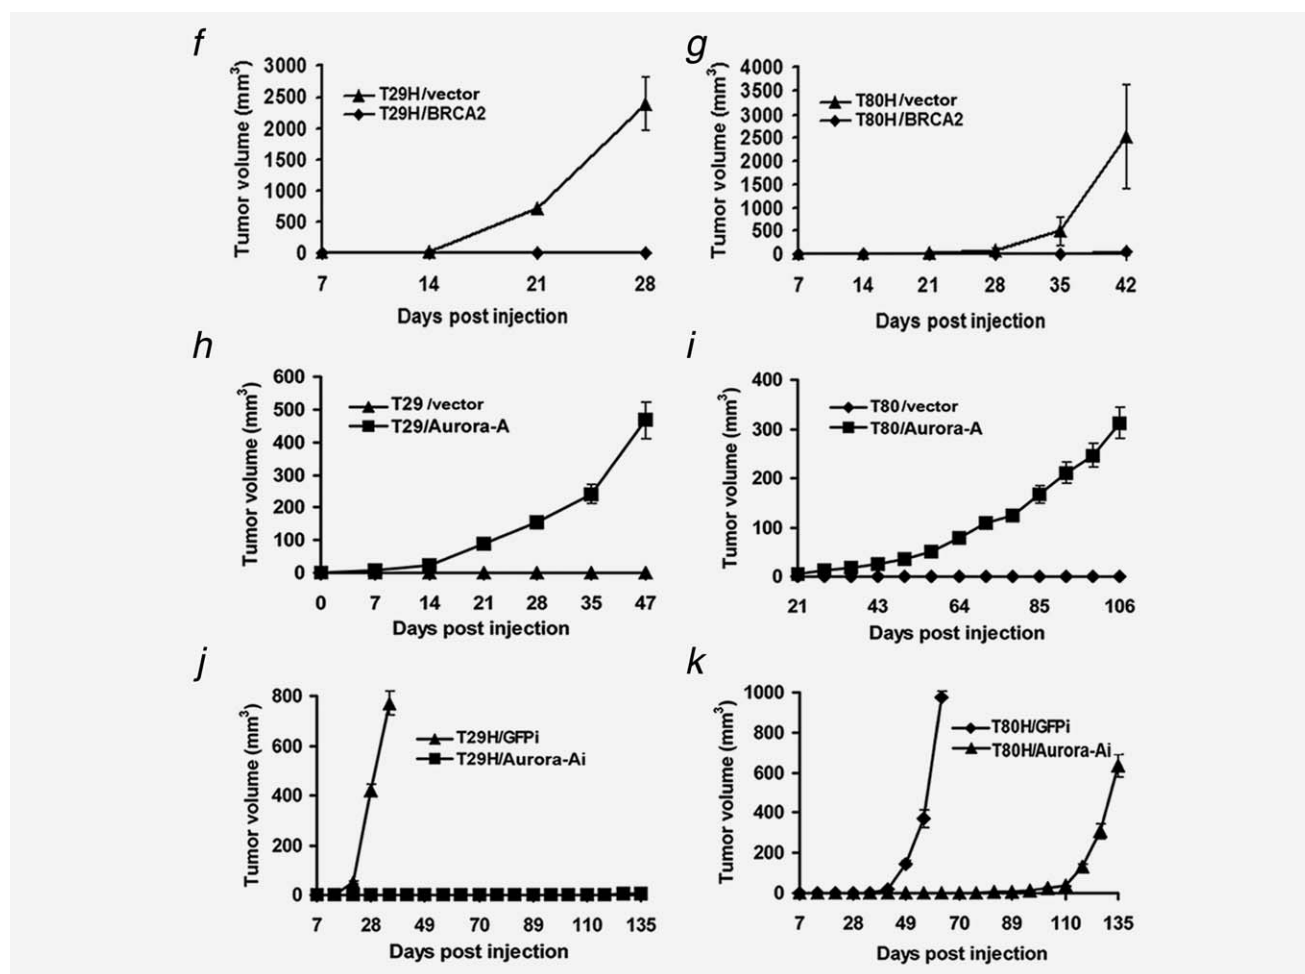 f
Tumor volume (mm³)
3000
2500
2000
1500
1000
500
0
T29H/vector
T29H/BRCA2
7 14 21 28
Days post injection
g
Tumor volume (mm³)
4000
3500
3000
2500
2000
1500
1000
500
0
T80H/vector
T80H/BRCA2
7 14 21 28 35 42
Days post injection
h
Tumor volume (mm³)
600
500
400
300
200
100
0
T29 /vector
T29/Aurora-A
0 7 14 21 28 35 47
Days post injection
i
Tumor volume (mm³)
400
300
200
100
0
T80 /vector
T80/Aurora-A
21 43 64 85 106
Days post injection
j
Tumor volume (mm³)
800
600
400
200
0
T29H/GFPi
T29H/Aurora-Ai
7 28 49 70 89 110 135
Days post injection
k
Tumor volume (mm³)
1000
800
600
400
200
0
T80H/GFPi
T80H/Aurora-Ai
7 28 49 70 89 110 135
Days post injection